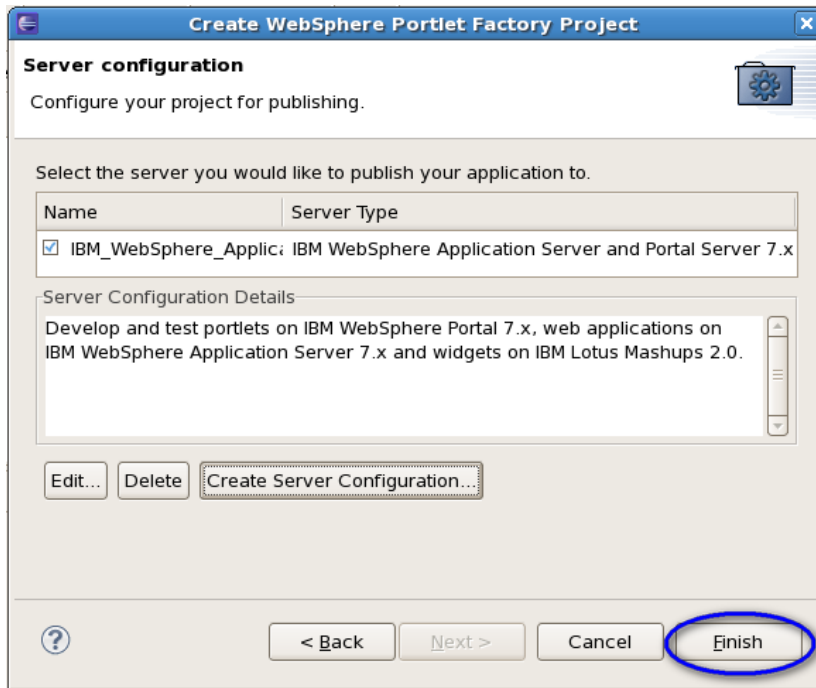 Create WebSphere Portlet Factory Project
Server configuration
Configure your project for publishing.
Select the server you would like to publish your application to.
Name Server Type
IBM_WebSphere_Applica IBM WebSphere Application Server and Portal Server 7.x
Server Configuration Details
Develop and test portlets on IBM WebSphere Portal 7.x, web applications on
IBM WebSphere Application Server 7.x and widgets on IBM Lotus Mashups 2.0.
Edit... Delete Create Server Configuration...
? < Back Next > Cancel Finish